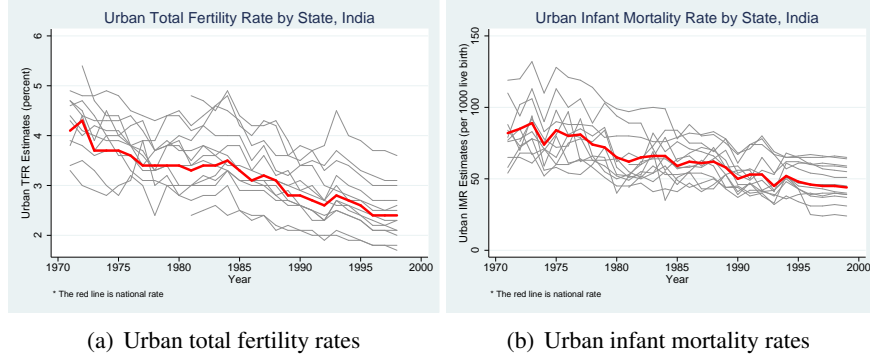 Urban Total Fertility Rate by State, India
Urban TFR Estimates (percent)
6
5
4
3
2
1970 1975 1980 1985 1990 1995 2000
Year
* The red line is national rate
(a) Urban total fertility rates
Urban Infant Mortality Rate by State, India
Urban IMR Estimates (per 1000 live birth)
150
100
50
0
1970 1975 1980 1985 1990 1995 2000
Year
* The red line is national rate
(b) Urban infant mortality rates